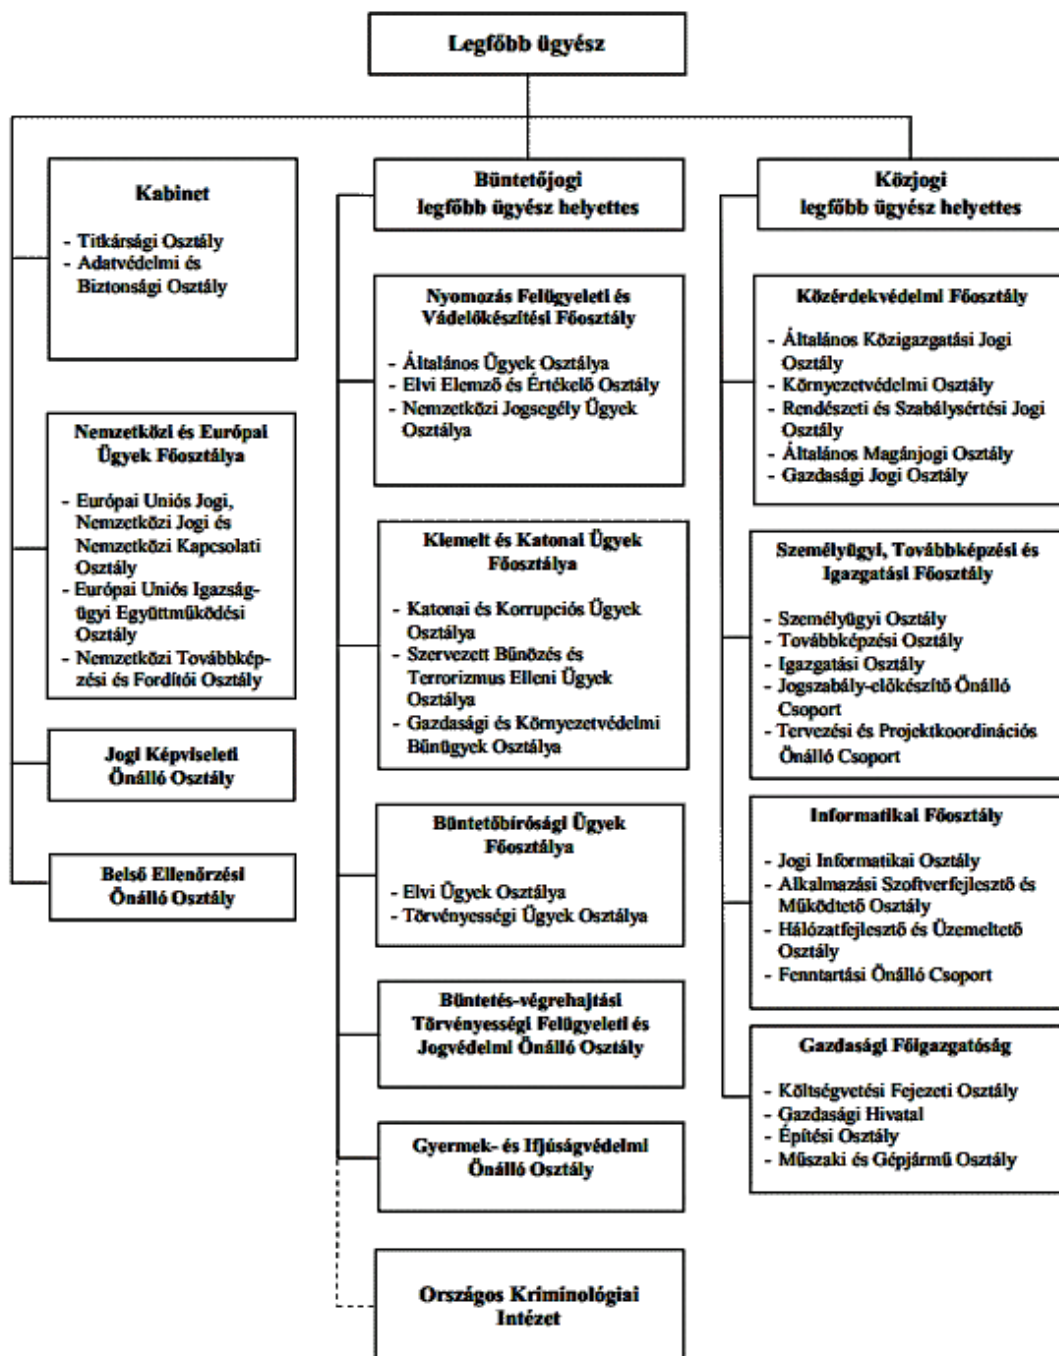 Legfőbb ügyész
Kabinet
- Titkársági Osztály
- Adatvédelmi és
Biztonsági Osztály
Nemzetközi és Európai
Ügyek Főosztálya
- Európai Uniós Jogi,
Nemzetközi Jogi és
Nemzetközi Kapcsolati
Osztály
- Európai Uniós Igazság-
ügyi Együttműködési
Osztály
- Nemzetközi Továbbkép-
zési és Fordítói Osztály
Jogi Képviseleti
Önálló Osztály
Belső Ellenőrzési
Önálló Osztály
Büntetőjogi
legfőbb ügyész helyettes
Nyomozás Felügyeleti és
Vádelőkészítési Főosztály
- Általános Ügyek Osztálya
- Elvi Elemző és Értékelő Osztály
- Nemzetközi Jogsegély Ügyek
Osztálya
Kiemelt és Katonai Ügyek
Főosztálya
- Katonai és Korrupciós Ügyek
Osztálya
- Szervezett Bűnözés és
Terrorizmus Elleni Ügyek
Osztálya
- Gazdasági és Környezetvédelmi
Bűnügyek Osztálya
Büntetőbírósági Ügyek
Főosztálya
- Elvi Ügyek Osztálya
- Törvényességi Ügyek Osztálya
Büntetés-végrehajtási
Törvényességi Felügyeleti és
Jogvédelmi Önálló Osztály
Gyermek- és Ifjúságvédelmi
Önálló Osztály
Országos Kriminológiai
Intézet
Közjogi
legfőbb ügyész helyettes
Közérdekvédelmi Főosztály
- Általános Közigazgatási Jogi
Osztály
- Környezetvédelmi Osztály
- Rendészeti és Szabálysértési Jogi
Osztály
- Általános Magánjogi Osztály
- Gazdasági Jogi Osztály
Személyügyi, Továbbképzési és
Igazgatási Főosztály
- Személyügyi Osztály
- Továbbképzési Osztály
- Igazgatási Osztály
- Jogszabály-előkészítő Önálló
Csoport
- Tervezési és Projektkoordinációs
Önálló Csoport
Informatikai Főosztály
- Jogi Informatikai Osztály
- Alkalmazási Szoftverfejlesztő és
Működtető Osztály
- Hálózatfejlesztő és Üzemeltető
Osztály
- Fenntartási Önálló Csoport
Gazdasági Főigazgatóság
- Költségvetési Fejezeti Osztály
- Gazdasági Hivatal
- Építési Osztály
- Műszaki és Gépjármű Osztály